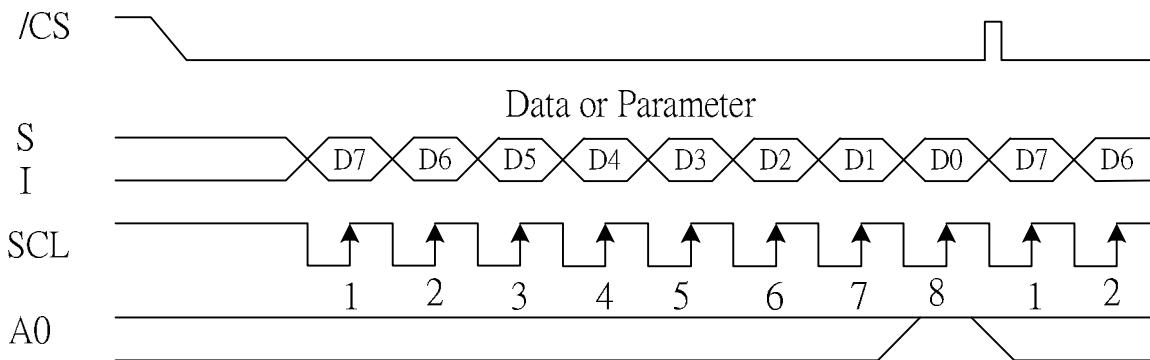 /CS
Data or Parameter
S
I
D7 D6 D5 D4 D3 D2 D1 D0 D7 D6
SCL
1 2 3 4 5 6 7 8 1 2
A0